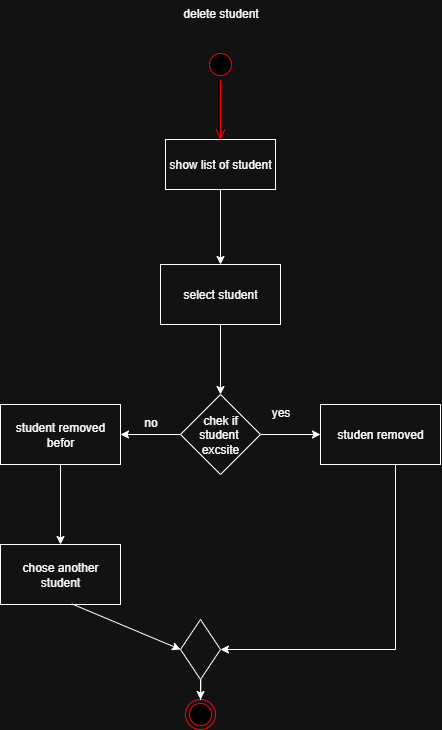 delete student
show list of student
select student
no
chek if
student
excsite
yes
student removed
befor
studen removed
chose another
student